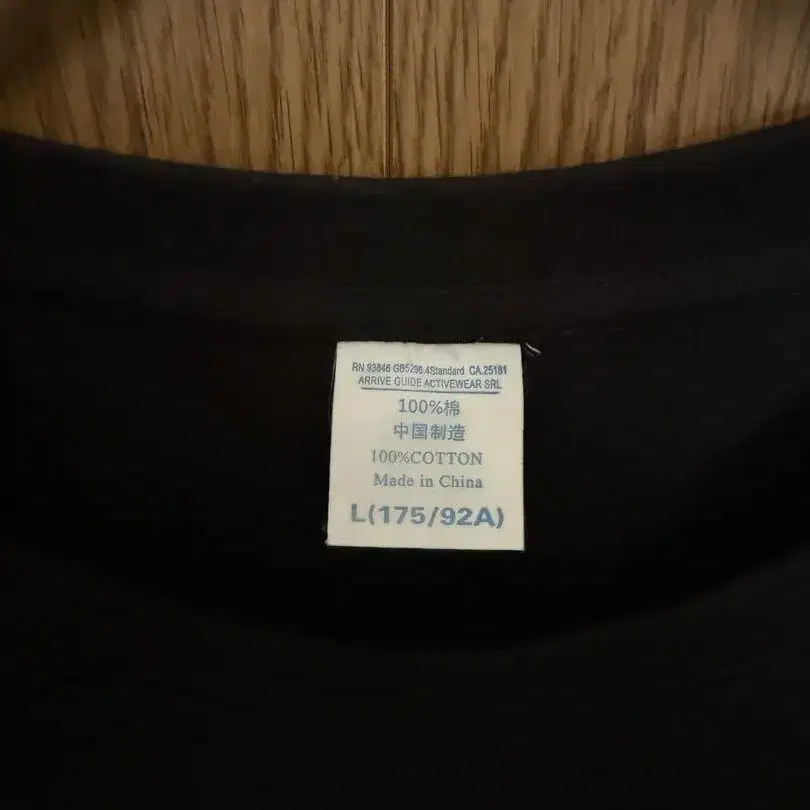 RN 93846 GB5296.4Standard CA.25181
ARRIVE GUIDE ACTIVEWEAR SRL
100%棉
中国制造
100%COTTON
Made in China
L(175/92A)